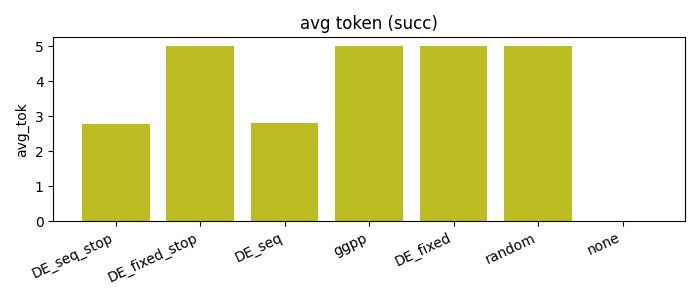 avg token (succ)
avg_tok
5
4
3
2
1
0
DE_seq_stop
DE_fixed_stop
DE_seq
ggpp
DE_fixed
random
none